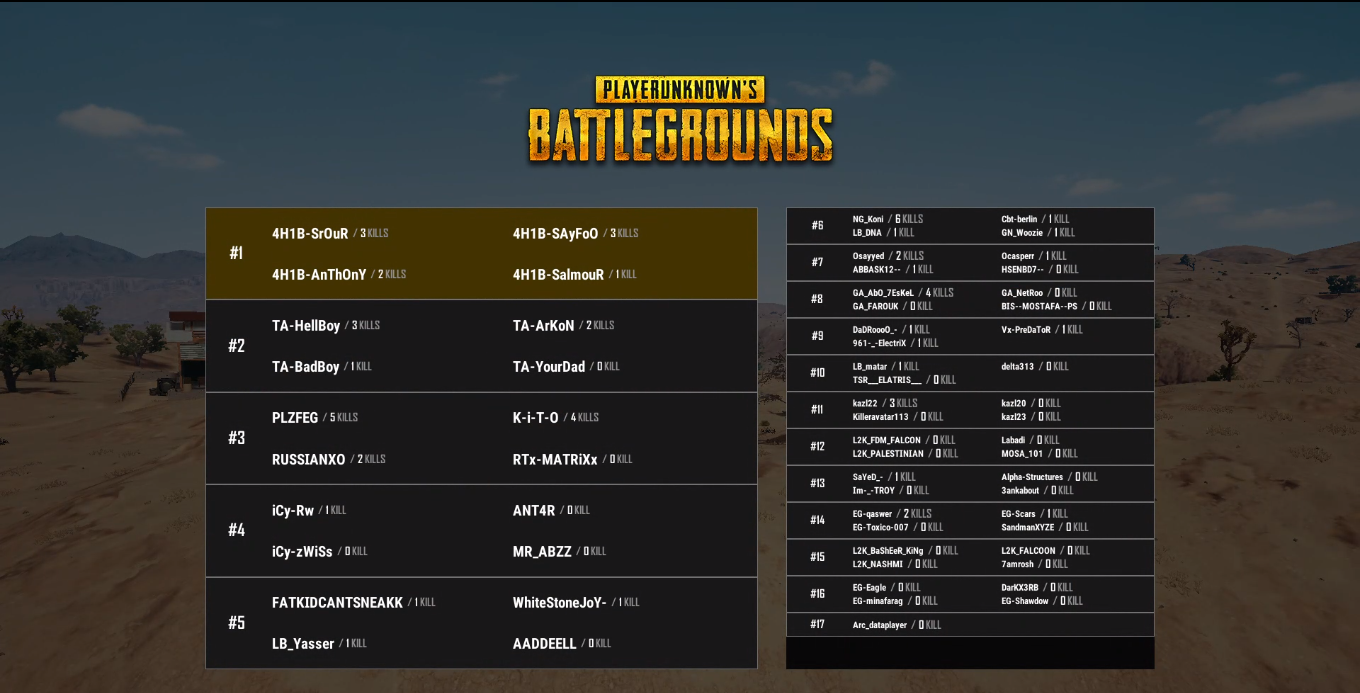 PLAYERUNKNOWN'S
BATTLEGROUNDS
#1
4H1B-SrOuR / 3 KILLS 4H1B-SAyFoO / 3 KILLS
4H1B-AnThOnY / 2 KILLS 4H1B-SalmouR / 1 KILL
#2
TA-HellBoy / 3 KILLS TA-ArKoN / 2 KILLS
TA-BadBoy / 1 KILL TA-YourDad / 0 KILL
#3
PLZFEG / 5 KILLS K-i-T-O / 4 KILLS
RUSSIANXO / 2 KILLS RTx-MATRiXx / 0 KILL
#4
iCy-Rw / 1 KILL ANT4R / 0 KILL
iCy-zWiSs / 0 KILL MR_ABZZ / 0 KILL
#5
FATKIDCANTSNEAKK / 1 KILL WhiteStoneJoY- / 1 KILL
LB_Yasser / 1 KILL AADDEELL / 0 KILL
#6
NG_Koni / 6 KILLS Cbt-berlin / 1 KILL
LB_DNA / 1 KILL GN_Woozie / 1 KILL
#7
Osayyed / 2 KILLS Ocasperr / 1 KILL
ABBASK12-- / 1 KILL HSENBD7-- / 0 KILL
#8
GA_AbO_7EsKeL / 4 KILLS GA_NetRoo / 0 KILL
GA_FAROUK / 0 KILL BIS--MOSTAFA--PS / 0 KILL
#9
DaDRoooO_- / 1 KILL Vx-PreDaToR / 1 KILL
961-_-ElectriX / 1 KILL
#10
LB_matar / 1 KILL delta313 / 0 KILL
TSR__ELATRIS__ / 0 KILL
#11
kazl22 / 3 KILLS kazl20 / 0 KILL
Killeravatar113 / 0 KILL kazl23 / 0 KILL
#12
L2K_FDM_FALCON / 0 KILL Labadi / 0 KILL
L2K_PALESTINIAN / 0 KILL MOSA_101 / 0 KILL
#13
SaYeD_- / 1 KILL Alpha-Structures / 0 KILL
Im-_-TROY / 0 KILL 3ankabout / 0 KILL
#14
EG-qaswer / 2 KILLS EG-Scars / 1 KILL
EG-Toxico-007 / 0 KILL SandmanXYZE / 0 KILL
#15
L2K_BaShEeR_KiNg / 0 KILL L2K_FALCOON / 0 KILL
L2K_NASHMI / 0 KILL 7amrosh / 0 KILL
#16
EG-Eagle / 0 KILL DarKX3RB / 0 KILL
EG-minafarag / 0 KILL EG-Shawdow / 0 KILL
#17
Arc_dataplayer / 0 KILL